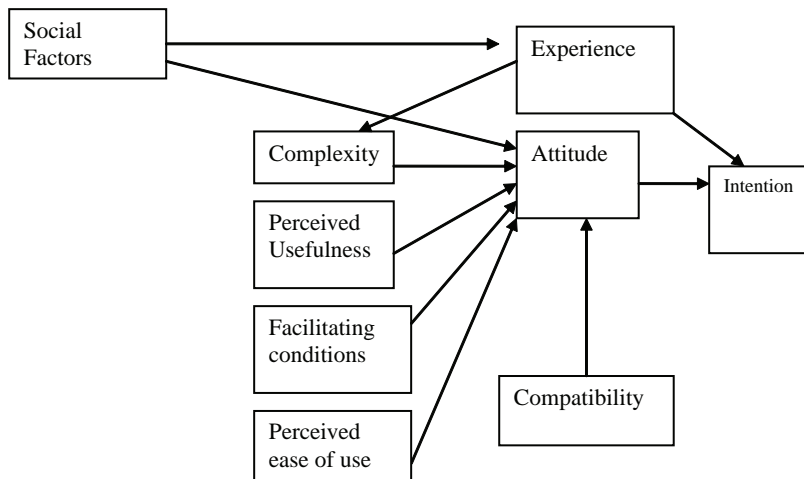 Social
Factors
Experience
Complexity
Attitude
Intention
Perceived
Usefulness
Facilitating
conditions
Compatibility
Perceived
ease of use